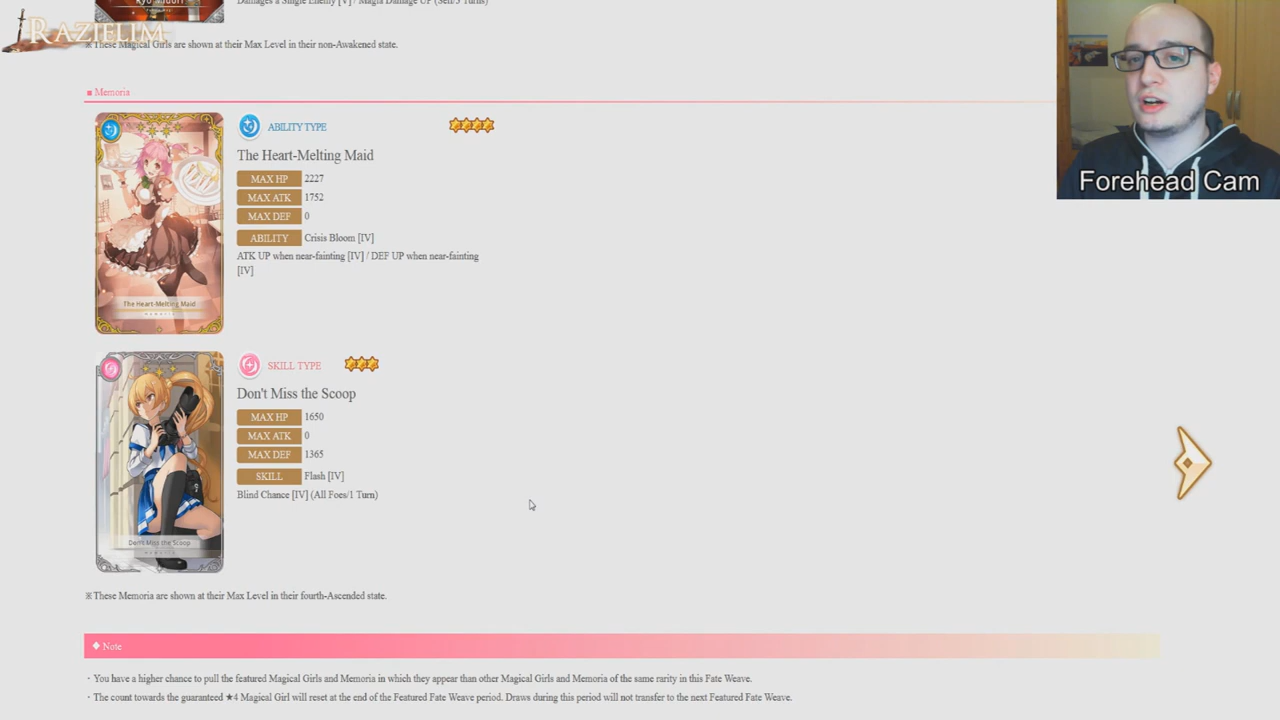 Damages a Single Enemy [V] / Magia Damage UP (Self/3 Turns)
RAZIELIM
※These Magical Girls are shown at their Max Level in their non-Awakened state.
■ Memoria
ABILITY TYPE
The Heart-Melting Maid
MAX HP 2227
MAX ATK 1752
MAX DEF 0
ABILITY Crisis Bloom [IV]
ATK UP when near-fainting [IV] / DEF UP when near-fainting
[IV]
The Heart-Melting Maid
SKILL TYPE
Don't Miss the Scoop
MAX HP 1650
MAX ATK 0
MAX DEF 1365
SKILL Flash [IV]
Blind Chance [IV] (All Foes/1 Turn)
Don't Miss the Scoop
※These Memoria are shown at their Max Level in their fourth-Ascended state.
◆ Note
・You have a higher chance to pull the featured Magical Girls and Memoria in which they appear than other Magical Girls and Memoria of the same rarity in this Fate Weave.
・The count towards the guaranteed ★4 Magical Girl will reset at the end of the Featured Fate Weave period. Draws during this period will not transfer to the next Featured Fate Weave.
Forehead Cam